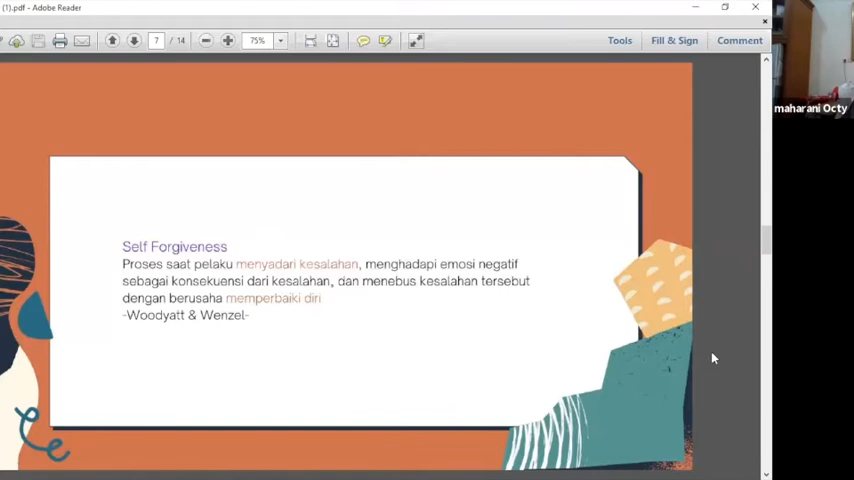 (1).pdf - Adobe Reader
7 / 14
75%
Tools
Fill & Sign
Comment
maharani Octy
Self Forgiveness
Proses saat pelaku menyadari kesalahan, menghadapi emosi negatif
sebagai konsekuensi dari kesalahan, dan menebus kesalahan tersebut
dengan berusaha memperbaiki diri
-Woodyatt & Wenzel-